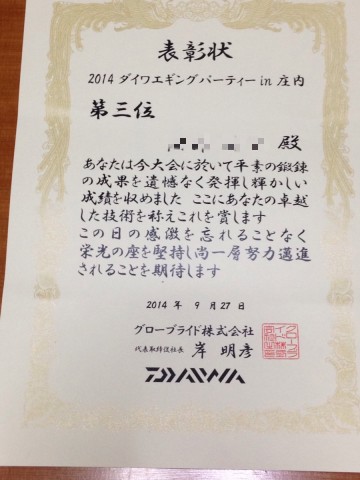 表彰状
2014 ダイワエギングパーティー in 庄内
第三位
殿
あなたは今大会に於いて平素の鍛錬
の成果を遺憾なく発揮し輝かしい
成績を収めました ここにあなたの卓越
した技術を称えこれを賞します
この日の感激を忘れることなく
栄光の座を堅持し尚一層努力邁進
されることを期待します
2014 年 9 月 27 日
グローブライド株式会社
代表取締役社長 岸 明彦
DAIWA